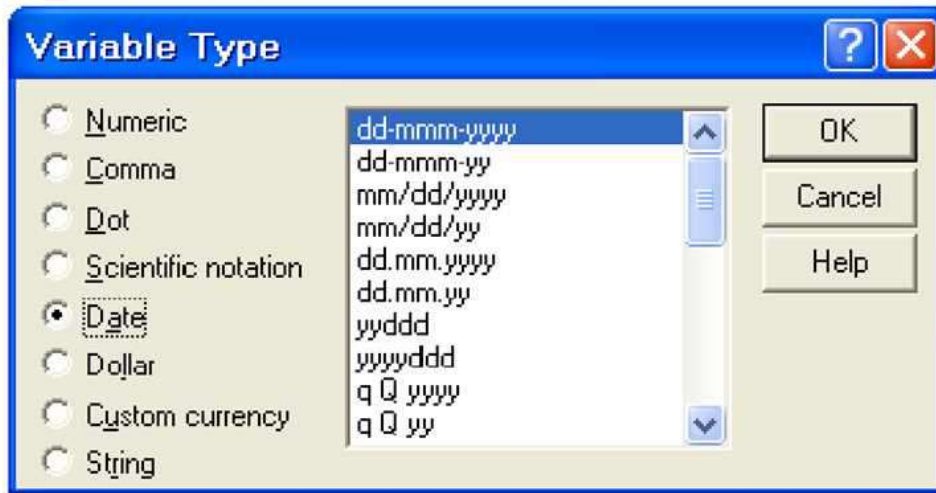 Variable Type
Numeric
Comma
Dot
Scientific notation
Date
Dollar
Custom currency
String
dd-mmm-yyyy
dd-mmm-yy
mm/dd/yyyy
mm/dd/yy
dd.mm.yyyy
dd.mm.yy
yyddd
yyyyddd
q Q yyyy
q Q yy
OK
Cancel
Help